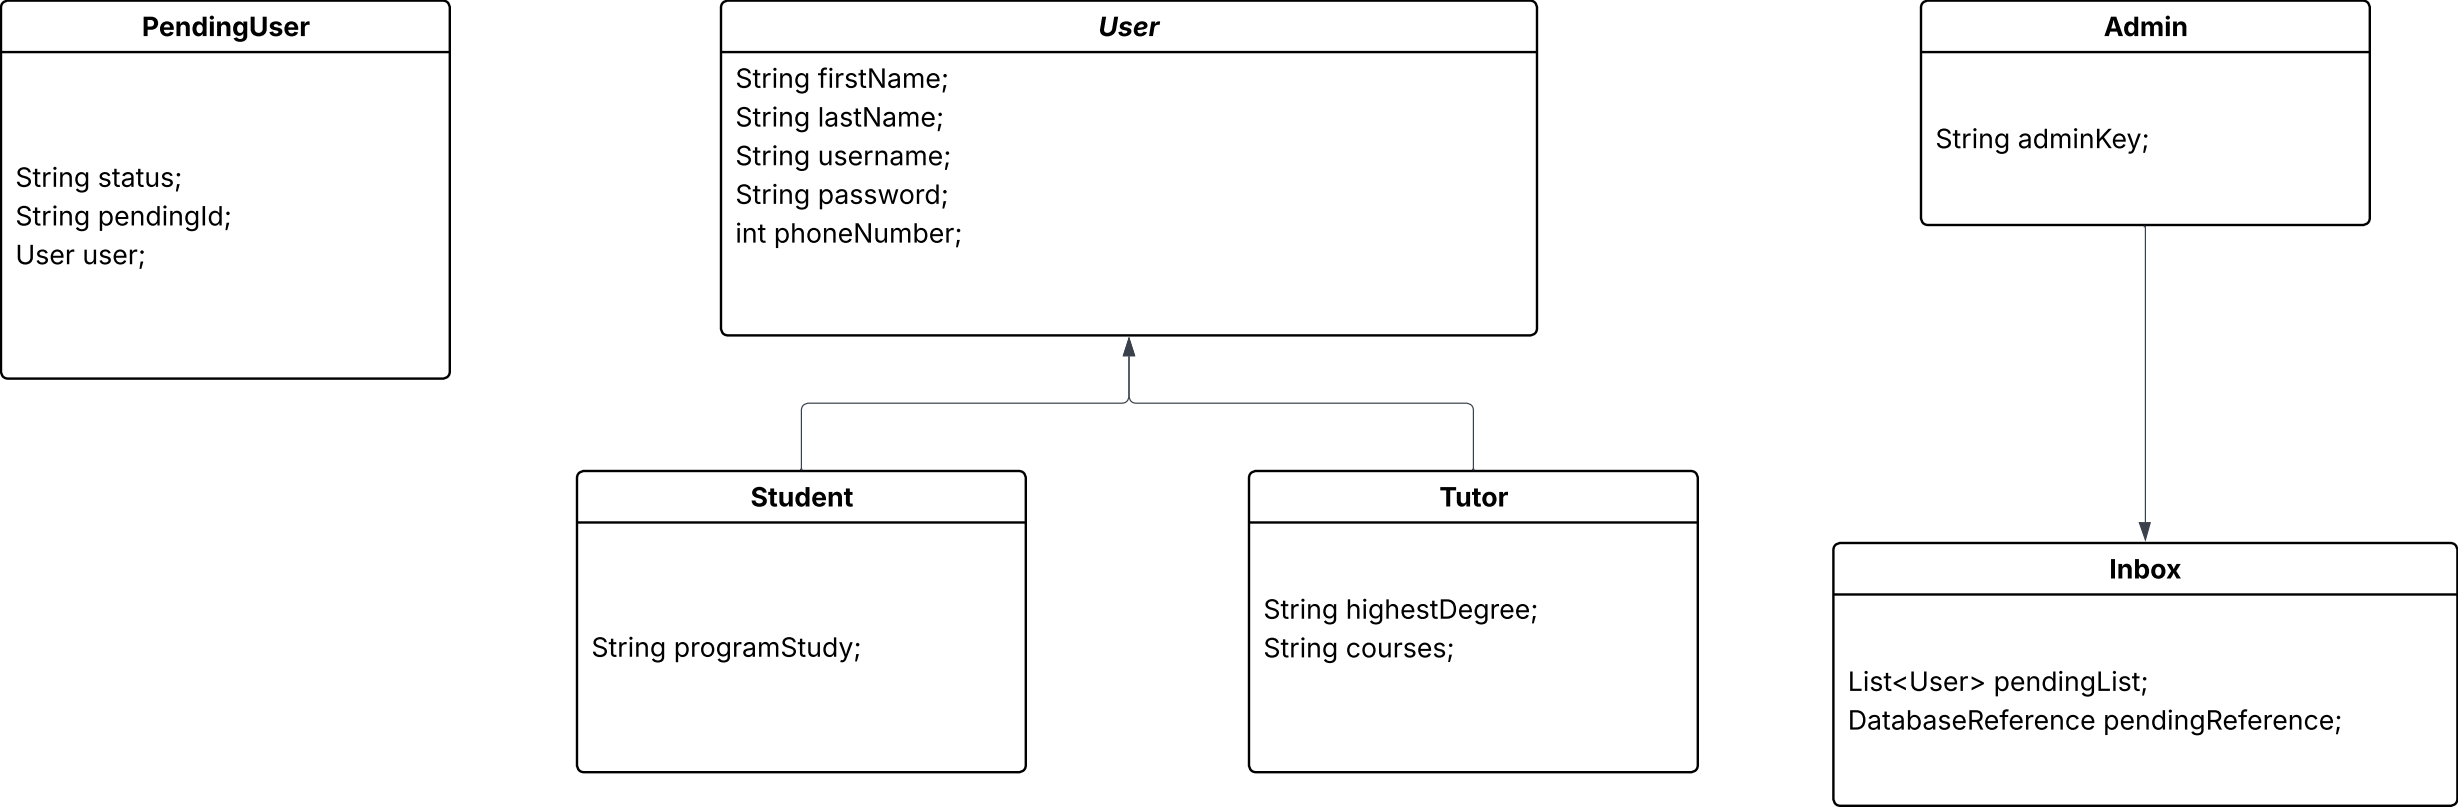 PendingUser
String status;
String pendingId;
User user;
User
String firstName;
String lastName;
String username;
String password;
int phoneNumber;
Admin
String adminKey;
Student
String programStudy;
Tutor
String highestDegree;
String courses;
Inbox
List<User> pendingList;
DatabaseReference pendingReference;